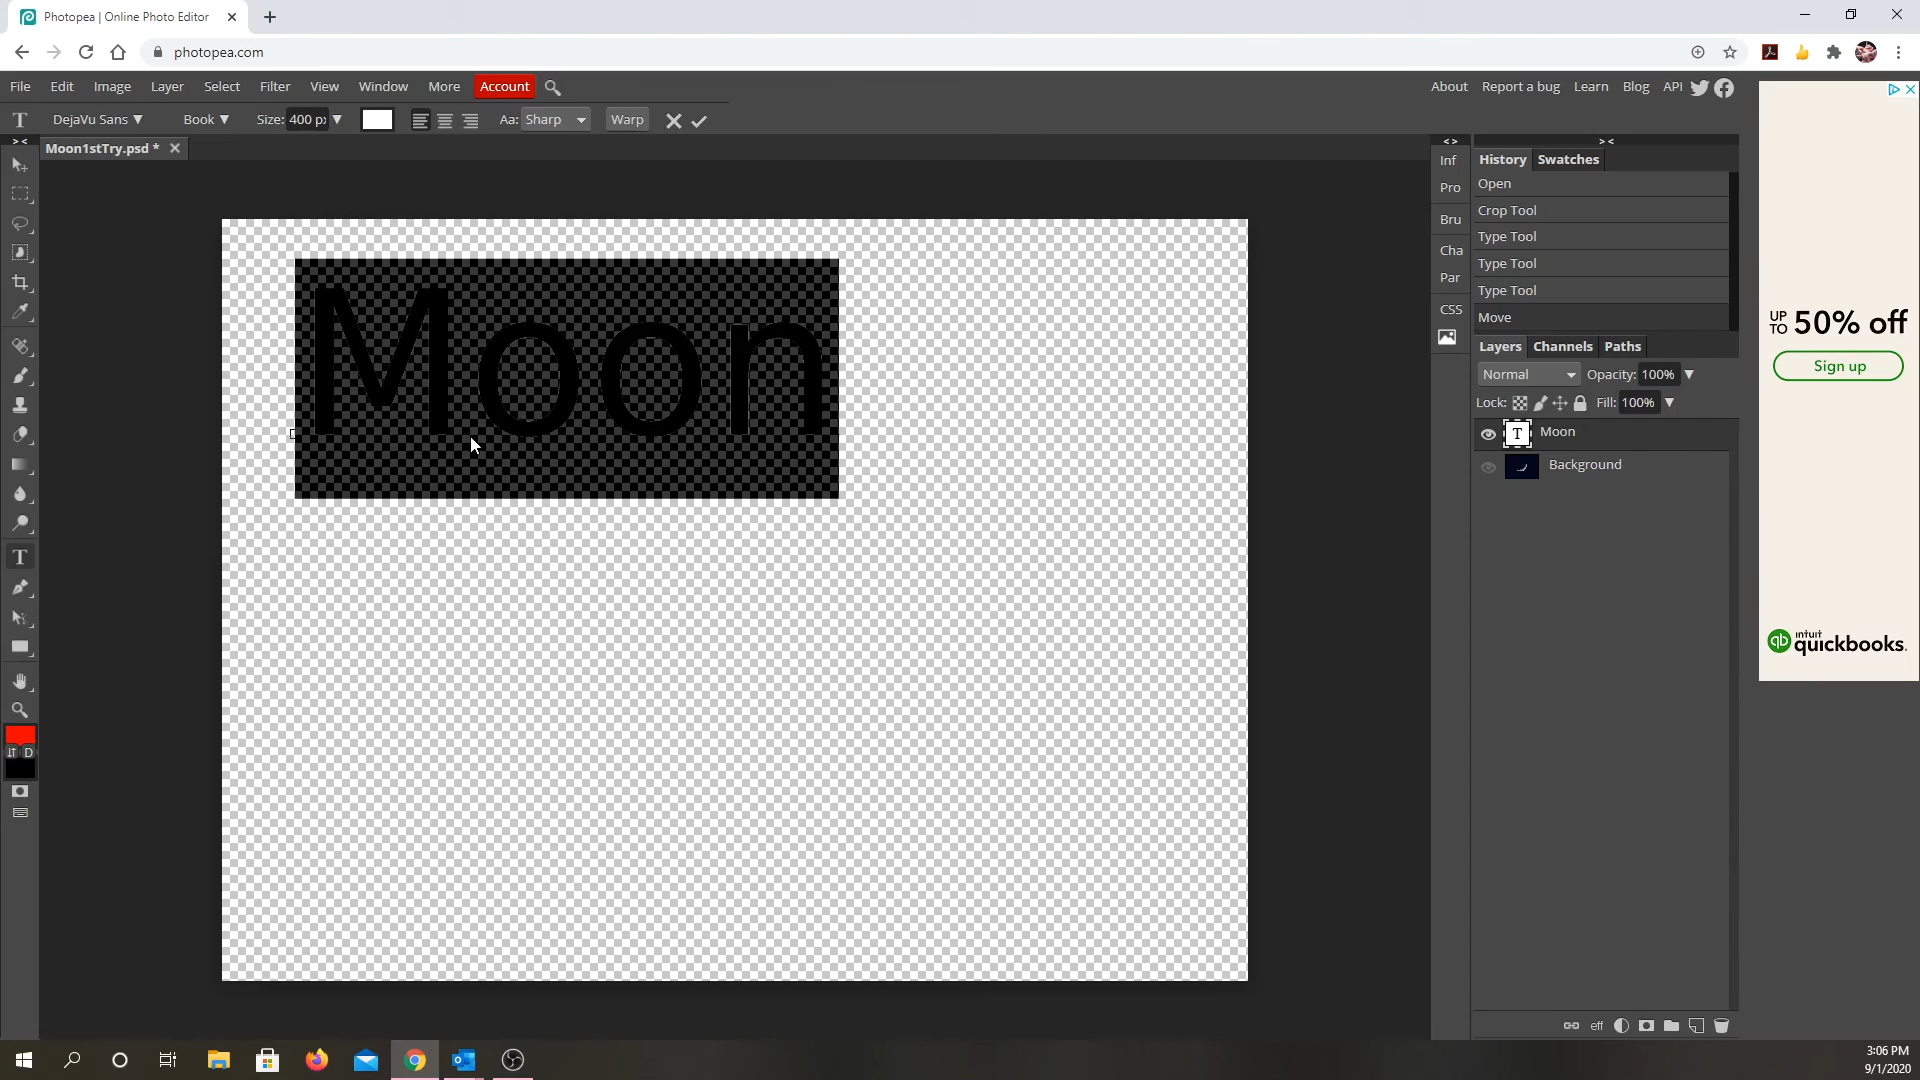 Photopea | Online Photo Editor
photopea.com
File Edit Image Layer Select Filter View Window More Account
About Report a bug Learn Blog API
T DejaVu Sans Book Size: 400 px Aa: Sharp Warp
Moon1stTry.psd *
Moon
T
D
Inf
Pro
Bru
Cha
Par
CSS
History Swatches
Open
Crop Tool
Type Tool
Type Tool
Type Tool
Move
Layers Channels Paths
Normal Opacity: 100%
Lock: Fill: 100%
T Moon
Background
eff
UP TO 50% off
Sign up
qb intuit quickbooks.
3:06 PM
9/1/2020